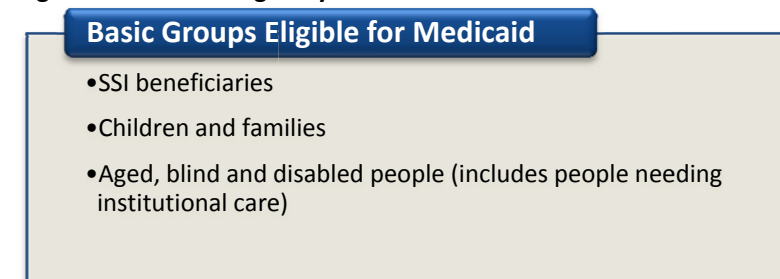 Basic Groups Eligible for Medicaid
•SSI beneficiaries
•Children and families
•Aged, blind and disabled people (includes people needing
institutional care)